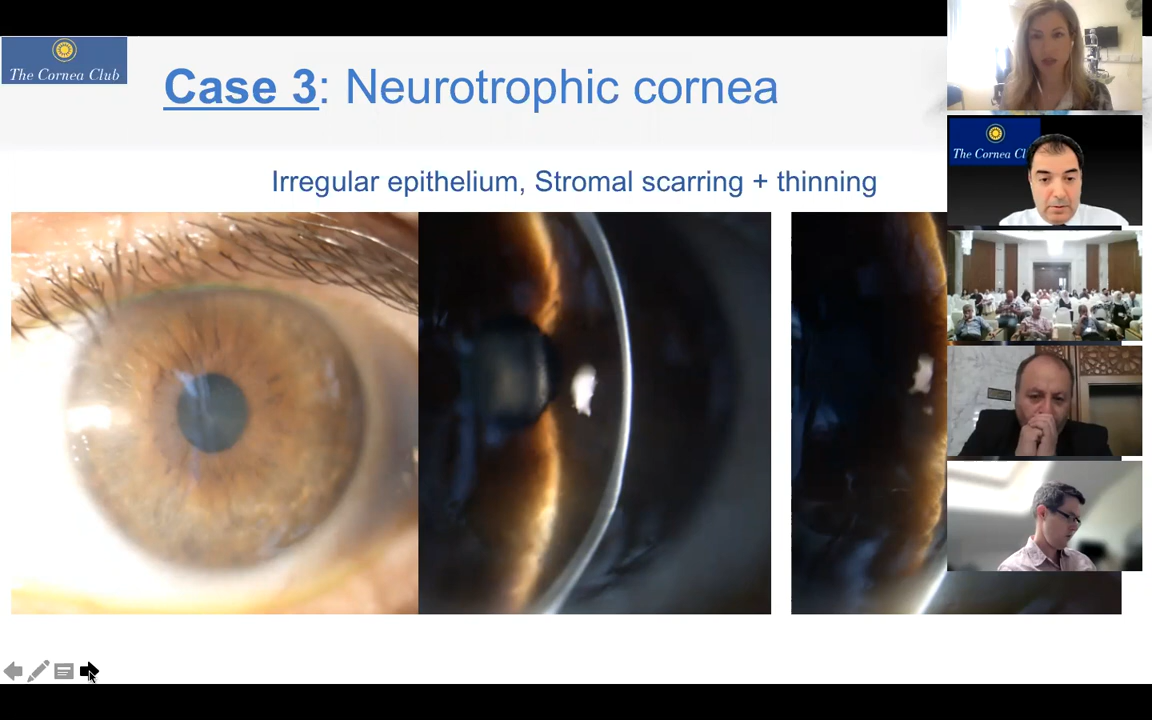 The Cornea Club
Case 3: Neurotrophic cornea
Irregular epithelium, Stromal scarring + thinning
The Cornea Cl